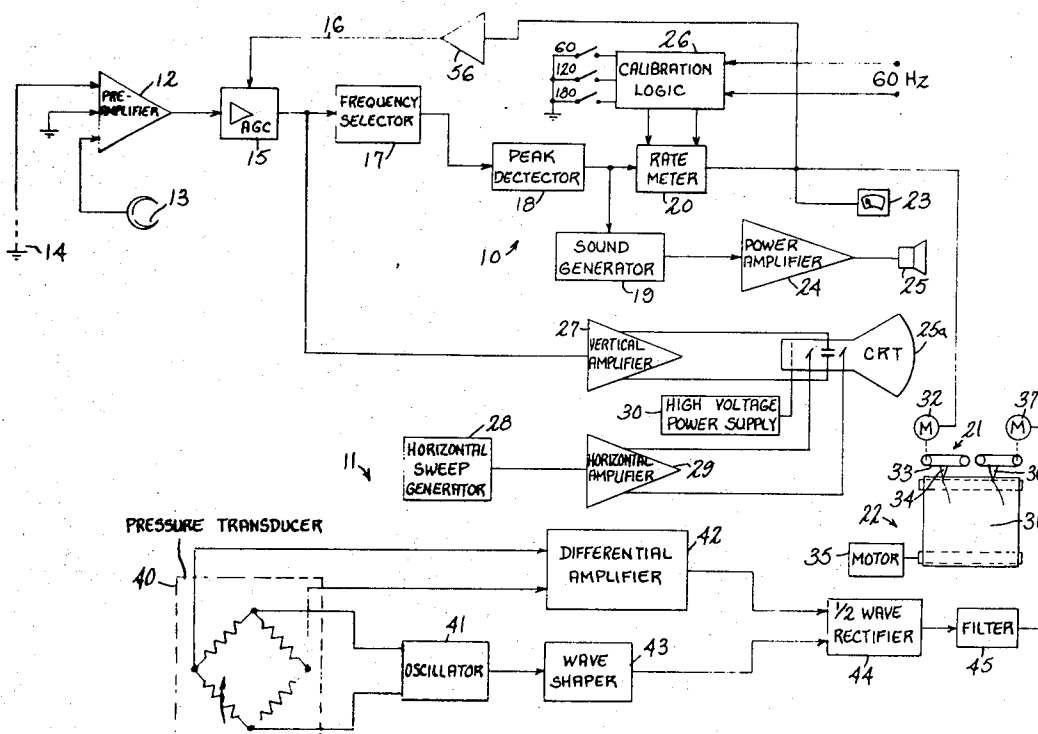 16
56
12
PRE-
AMPLIFIER
AGC
15
FREQUENCY
SELECTOR
17
60
120
180
26
CALIBRATION
LOGIC
60 Hz
13
14
PEAK
DECTECTOR
18
RATE
METER
20
23
10
SOUND
GENERATOR
19
POWER
AMPLIFIER
24
25
27
VERTICAL
AMPLIFIER
CRT
25a
30
HIGH VOLTAGE
POWER SUPPLY
28
HORIZONTAL
SWEEP
GENERATOR
11
HORIZONTAL
AMPLIFIER
29
32
M
21
37
M
33
34
22
35
MOTOR
PRESSURE TRANSDUCER
40
DIFFERENTIAL
AMPLIFIER
42
41
OSCILLATOR
WAVE
SHAPER
43
1/2 WAVE
RECTIFIER
44
FILTER
45